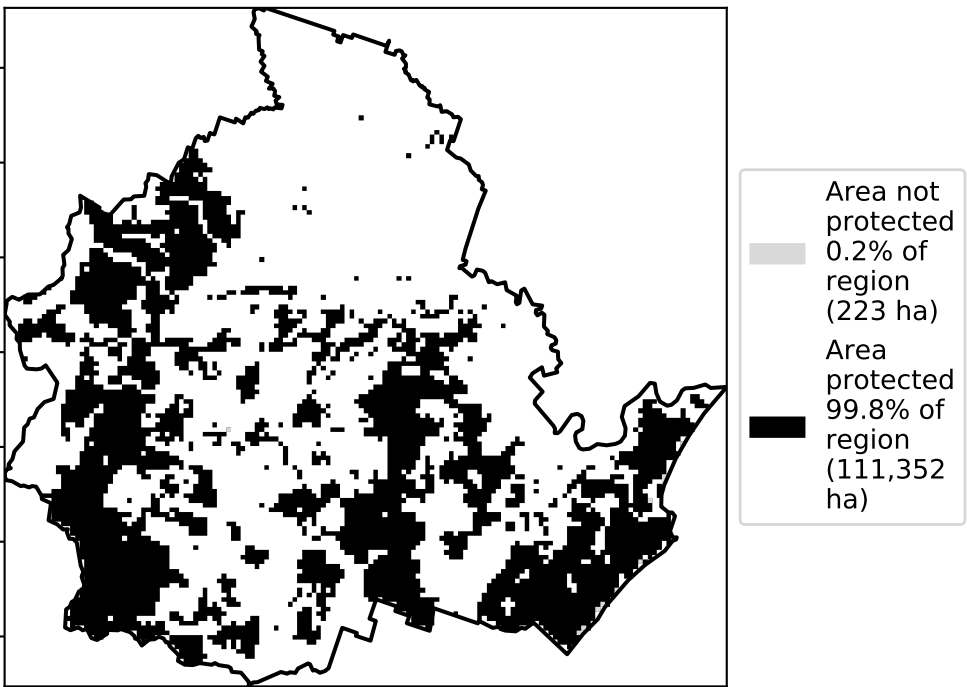 Area not
protected
0.2% of
region
(223 ha)
Area
protected
99.8% of
region
(111,352
ha)